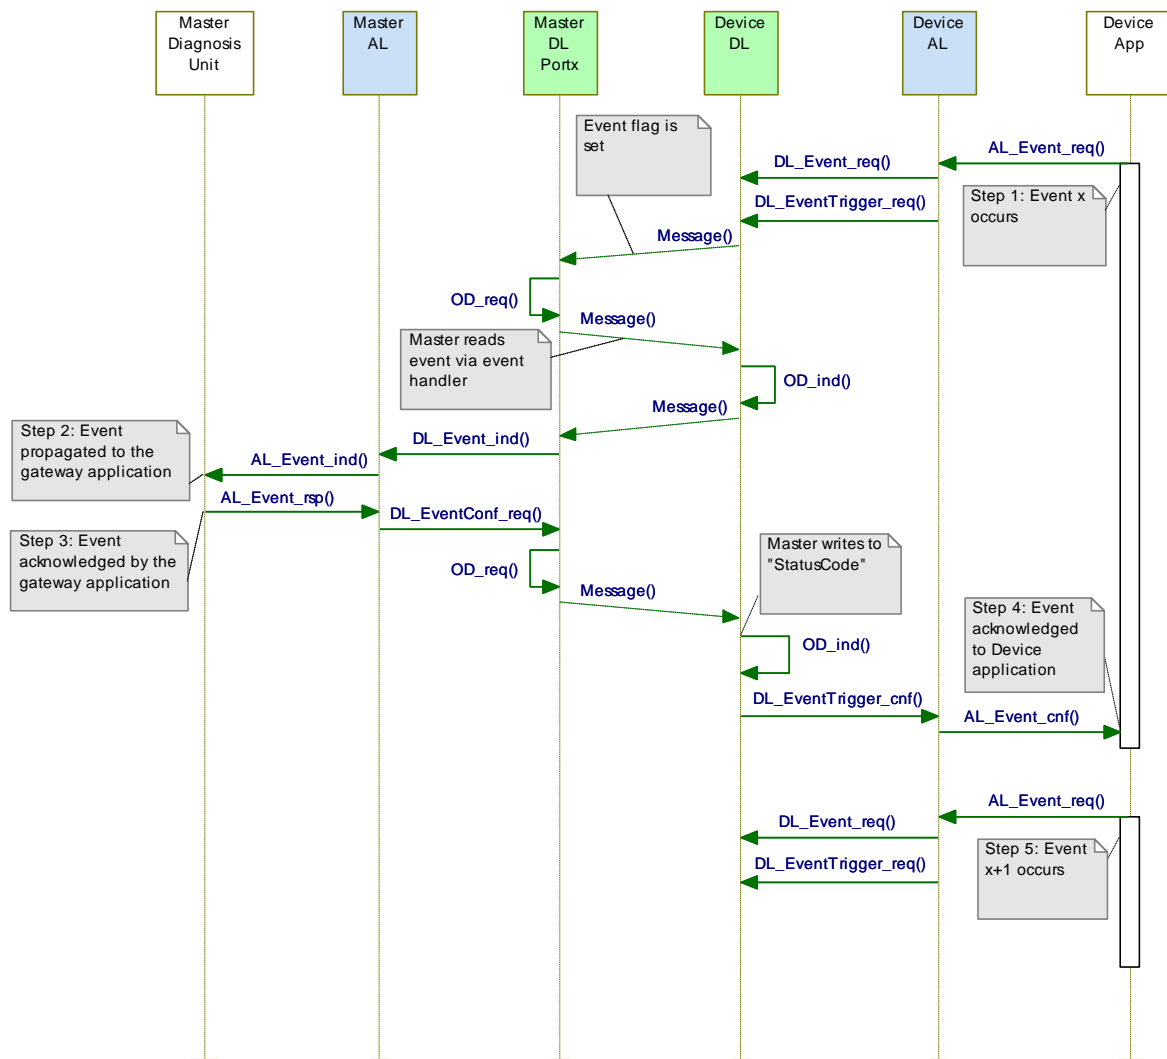 Master
Diagnosis
Unit
Master
AL
Master
DL
Portx
Device
DL
Device
AL
Device
App
Event flag is
set
AL_Event_req()
DL_Event_req()
Step 1: Event x
occurs
DL_EventTrigger_req()
Message()
OD_req()
Message()
Master reads
event via event
handler
OD_ind()
Message()
Step 2: Event
propagated to the
gateway application
DL_Event_ind()
AL_Event_ind()
AL_Event_rsp()
DL_EventConf_req()
Step 3: Event
acknowledged by the
gateway application
Master writes to
"StatusCode"
OD_req()
Message()
Step 4: Event
acknowledged
to Device
application
OD_ind()
DL_EventTrigger_cnf()
AL_Event_cnf()
AL_Event_req()
DL_Event_req()
Step 5: Event
x+1 occurs
DL_EventTrigger_req()